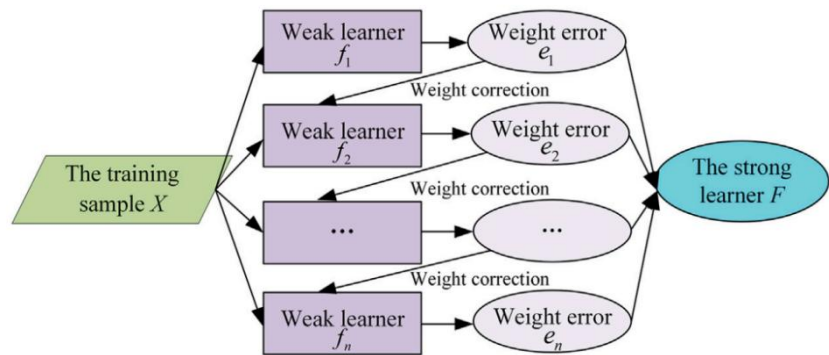 Weak learner
f₁
Weight error
e₁
Weight correction
Weak learner
f₂
Weight error
e₂
The training
sample X
The strong
learner F
Weight correction
...
...
Weight correction
Weak learner
fₙ
Weight error
eₙ